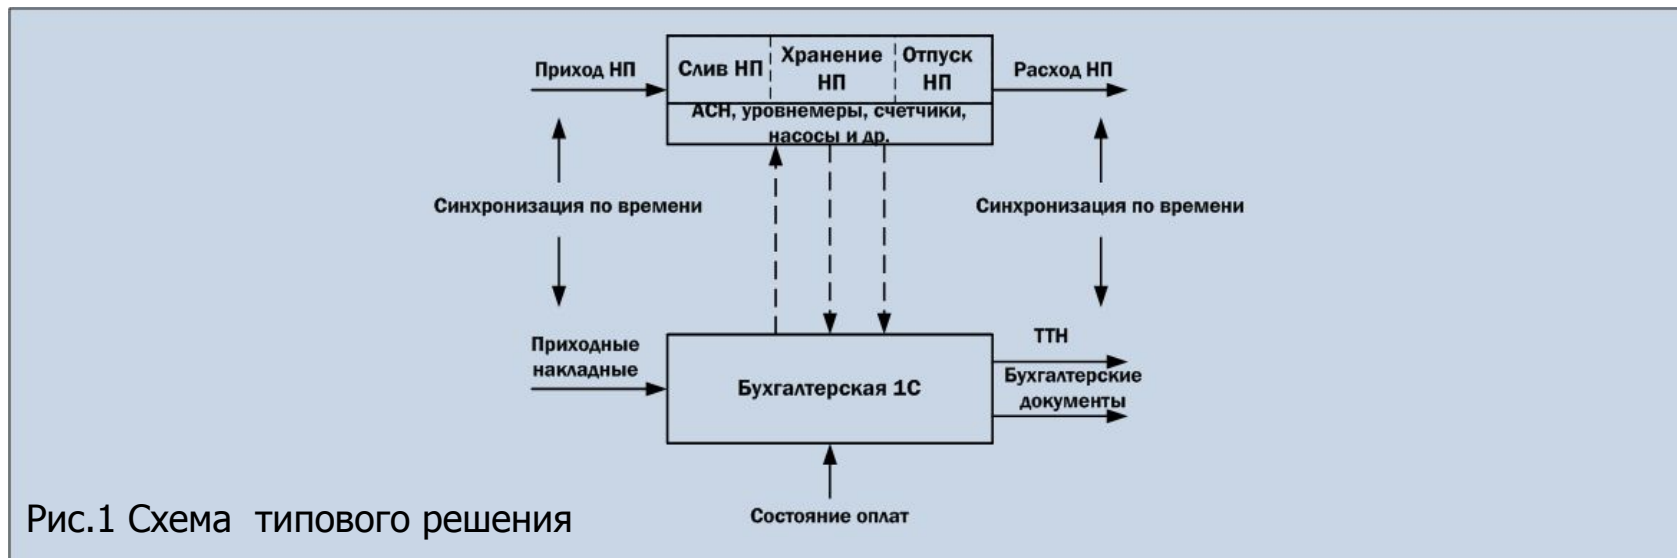 Приход НП
Слив НП
Хранение
НП
Отпуск
НП
Расход НП
АСН, уровнемеры, счетчики,
насосы и др.
Синхронизация по времени
Синхронизация по времени
Приходные
накладные
Бухгалтерская 1С
ТТН
Бухгалтерские
документы
Состояние оплат
Рис.1 Схема типового решения